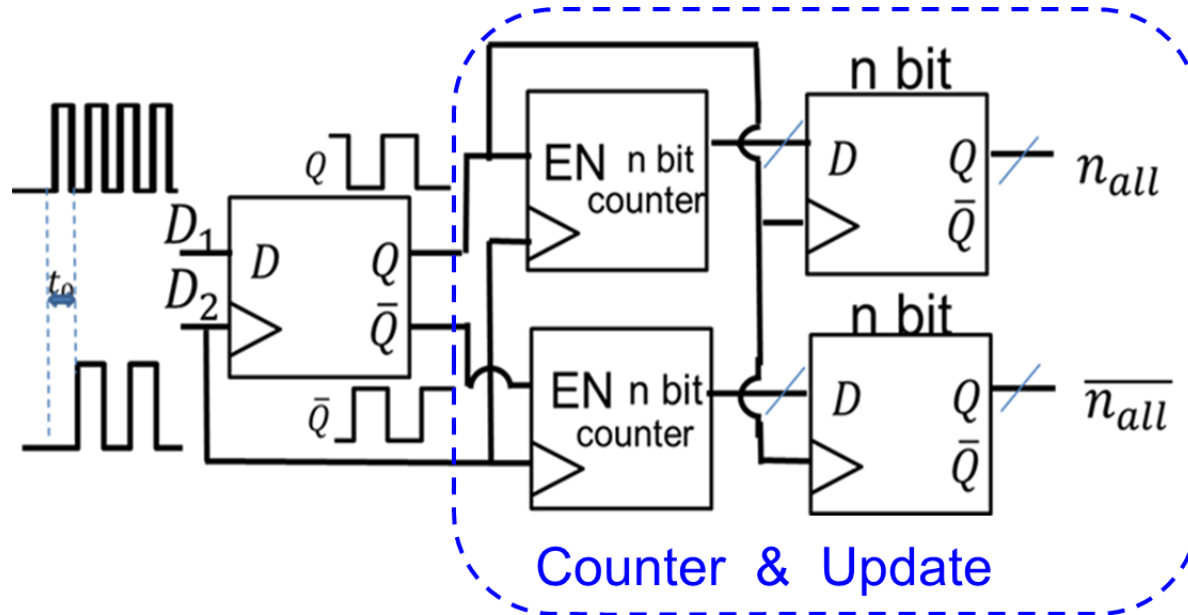 n bit
Q
EN n bit
counter
D Q
Q̄
n_all
D₁
D Q
t₀
D₂
Q̄
n bit
Q̄
EN n bit
counter
D Q
Q̄
n̅_all
Counter & Update